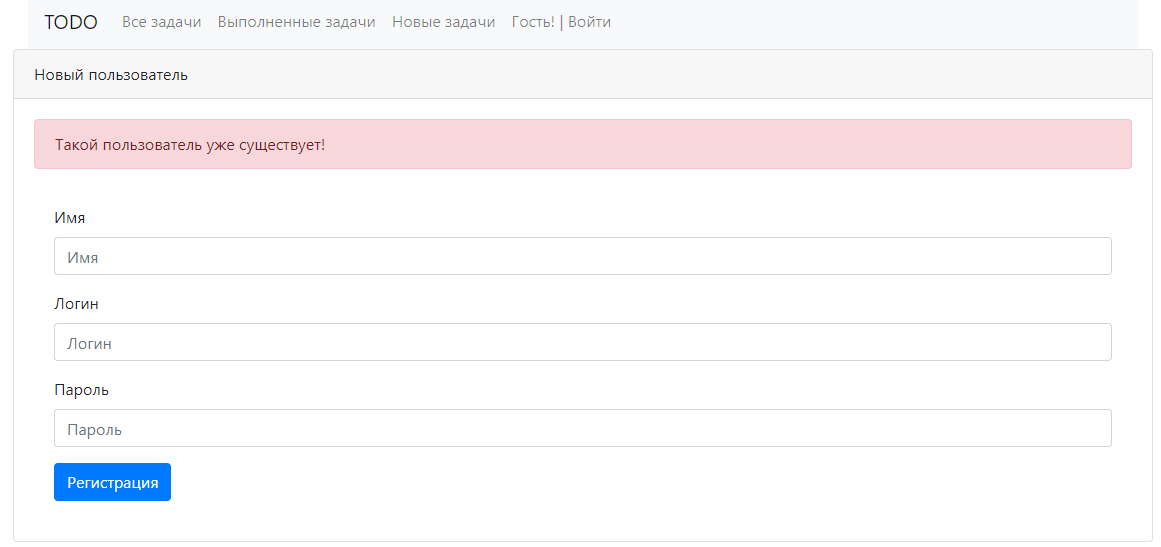 TODO Все задачи Выполненные задачи Новые задачи Гость! | Войти
Новый пользователь
Такой пользователь уже существует!
Имя
Имя
Логин
Логин
Пароль
Пароль
Регистрация